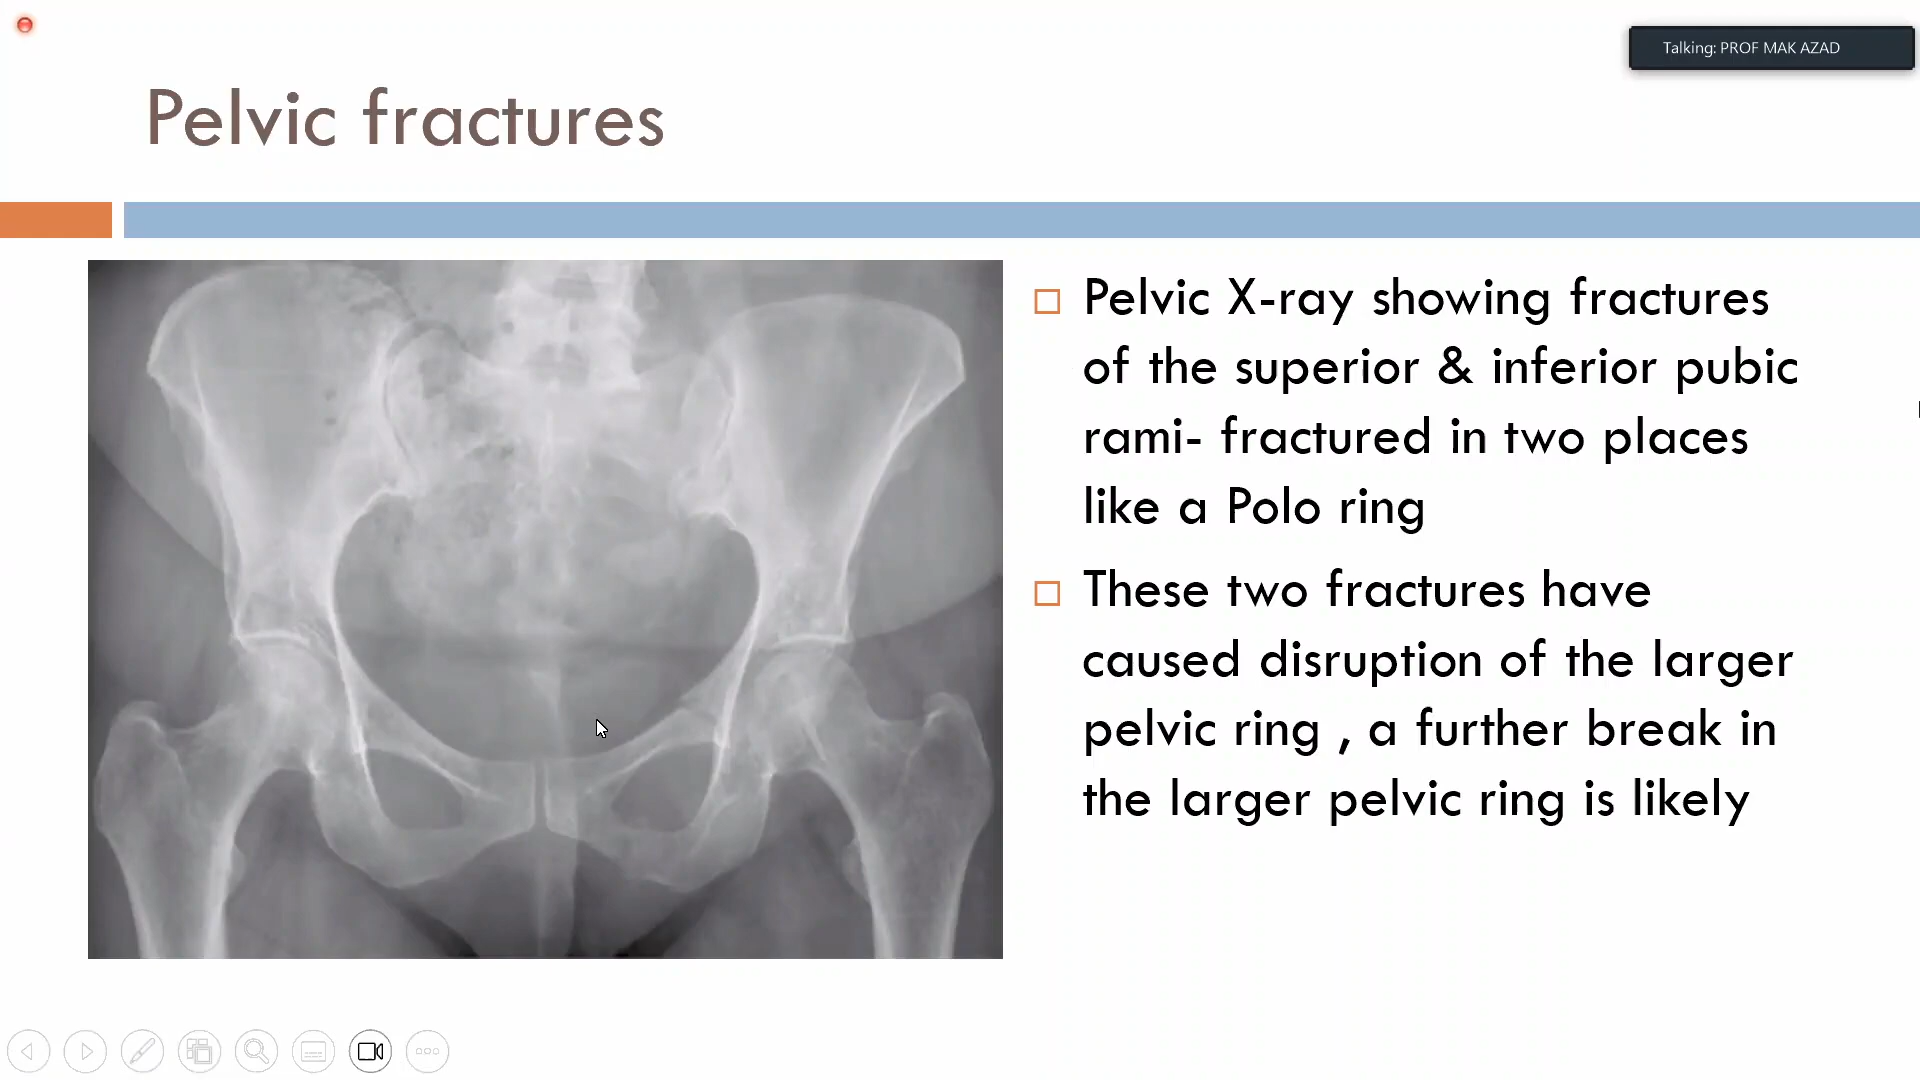 Talking: PROF MAK AZAD
Pelvic fractures
Pelvic X-ray showing fractures
of the superior & inferior pubic
rami- fractured in two places
like a Polo ring
These two fractures have
caused disruption of the larger
pelvic ring , a further break in
the larger pelvic ring is likely